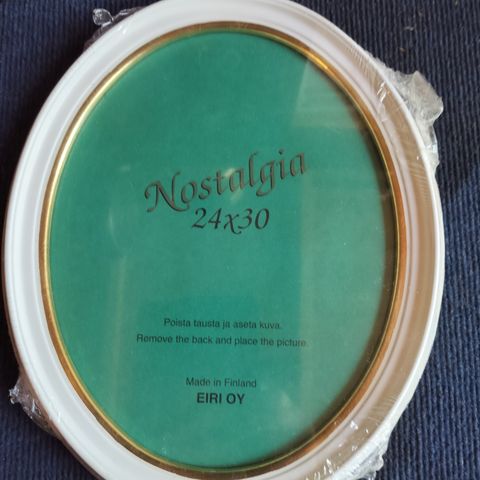 Nostalgia
24x30
Poista tausta ja aseta kuva.
Remove the back and place the picture.
Made in Finland
EIRI OY